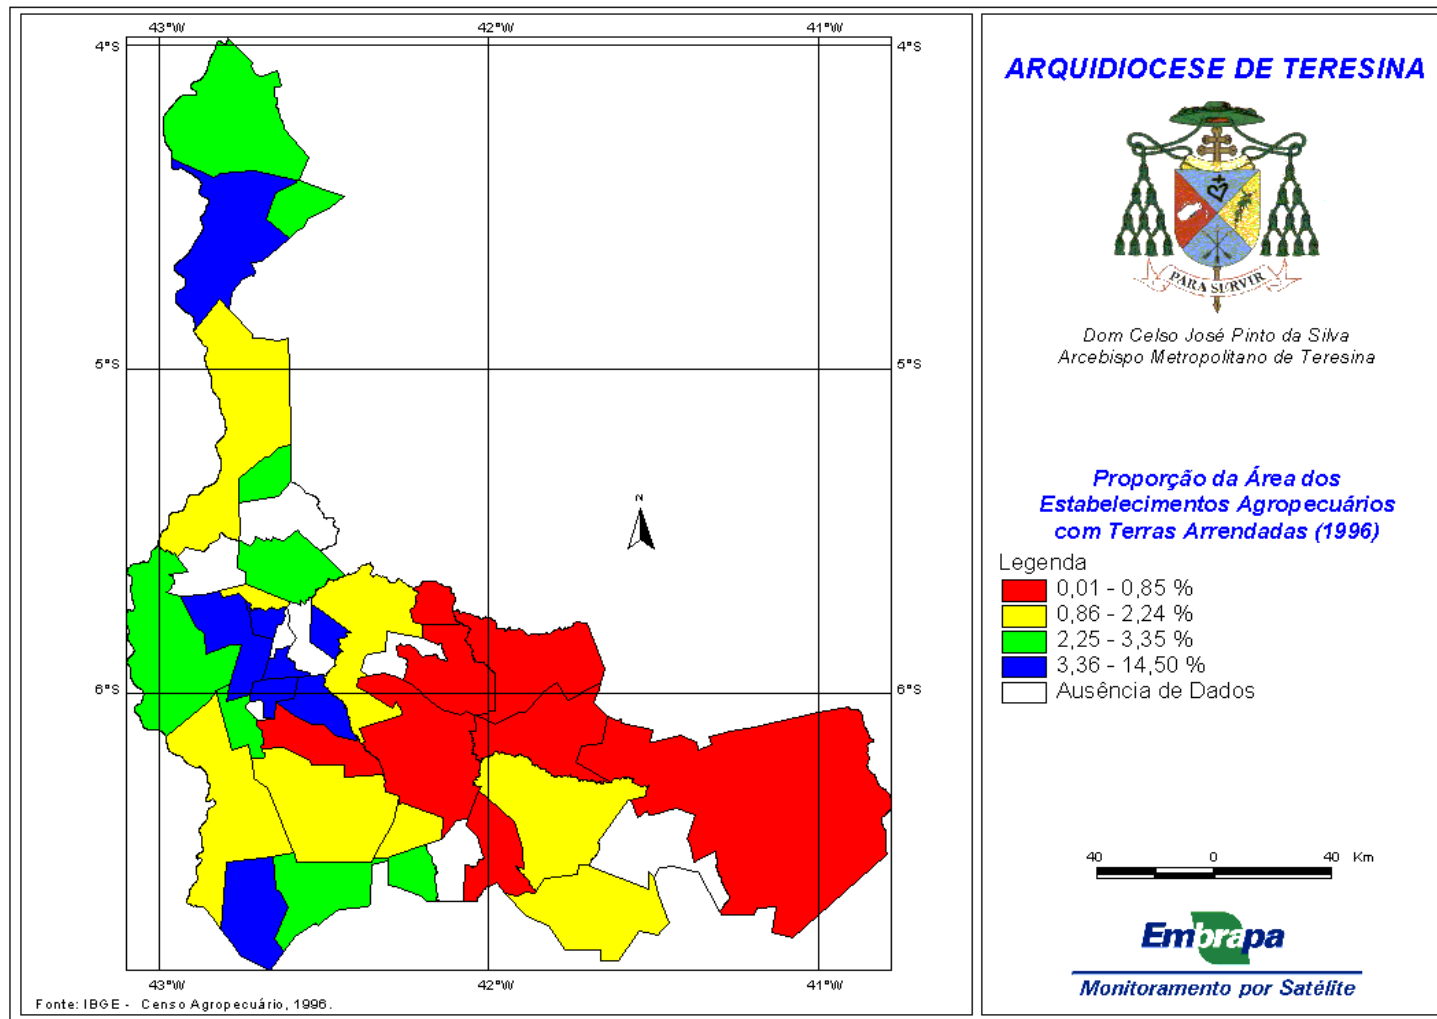 43°W 42°W 41°W
4°S 4°S
5°S 5°S
6°S 6°S
43°W 42°W 41°W
N
Fonte: IBGE - Censo Agropecuário, 1996.
ARQUIDIOCESE DE TERESINA
PARA SERVIR
Dom Celso José Pinto da Silva
Arcebispo Metropolitano de Teresina
Proporção da Área dos
Estabelecimentos Agropecuários
com Terras Arrendadas (1996)
Legenda
0,01 - 0,85 %
0,86 - 2,24 %
2,25 - 3,35 %
3,36 - 14,50 %
Ausência de Dados
40 0 40 Km
Embrapa
Monitoramento por Satélite